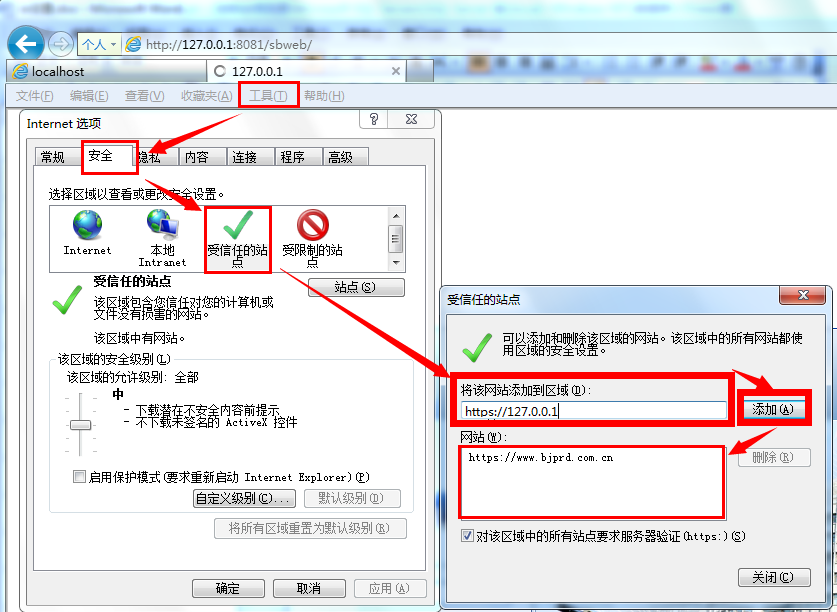 个人
http://127.0.0.1:8081/sbweb/
localhost
127.0.0.1
文件(F) 编辑(E) 查看(V) 收藏夹(A) 工具(T) 帮助(H)
Internet 选项
常规 安全 隐私 内容 连接 程序 高级
选择区域以查看或更改安全设置。
Internet
本地
Intranet
受信任的站
点
受限制的站
点
受信任的站点
站点(S)
该区域包含您信任对您的计算机或
文件没有损害的网站。
该区域中有网站。
该区域的安全级别(L)
该区域的允许级别: 全部
中
- 下载潜在不安全内容前提示
- 不下载未签名的 ActiveX 控件
启用保护模式(要求重新启动 Internet Explorer)(P)
自定义级别(C)...
默认级别(D)
将所有区域重置为默认级别(R)
确定
取消
应用(A)
受信任的站点
可以添加和删除该区域的网站。该区域中的所有网站都使
用区域的安全设置。
将该网站添加到区域(D):
https://127.0.0.1
添加(A)
网站(W):
https://www.bjprd.com.cn
删除(R)
对该区域中的所有站点要求服务器验证(https:)(S)
关闭(C)